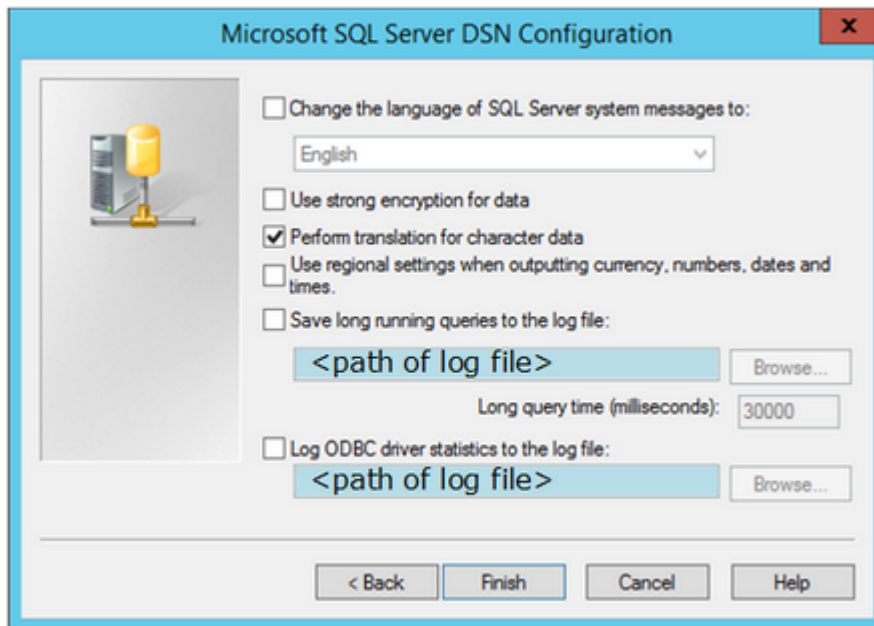 Microsoft SQL Server DSN Configuration
x
Change the language of SQL Server system messages to:
English
Use strong encryption for data
Perform translation for character data
Use regional settings when outputting currency, numbers, dates and
times.
Save long running queries to the log file:
<path of log file>
Browse...
Long query time (milliseconds):
30000
Log ODBC driver statistics to the log file:
<path of log file>
Browse...
< Back
Finish
Cancel
Help